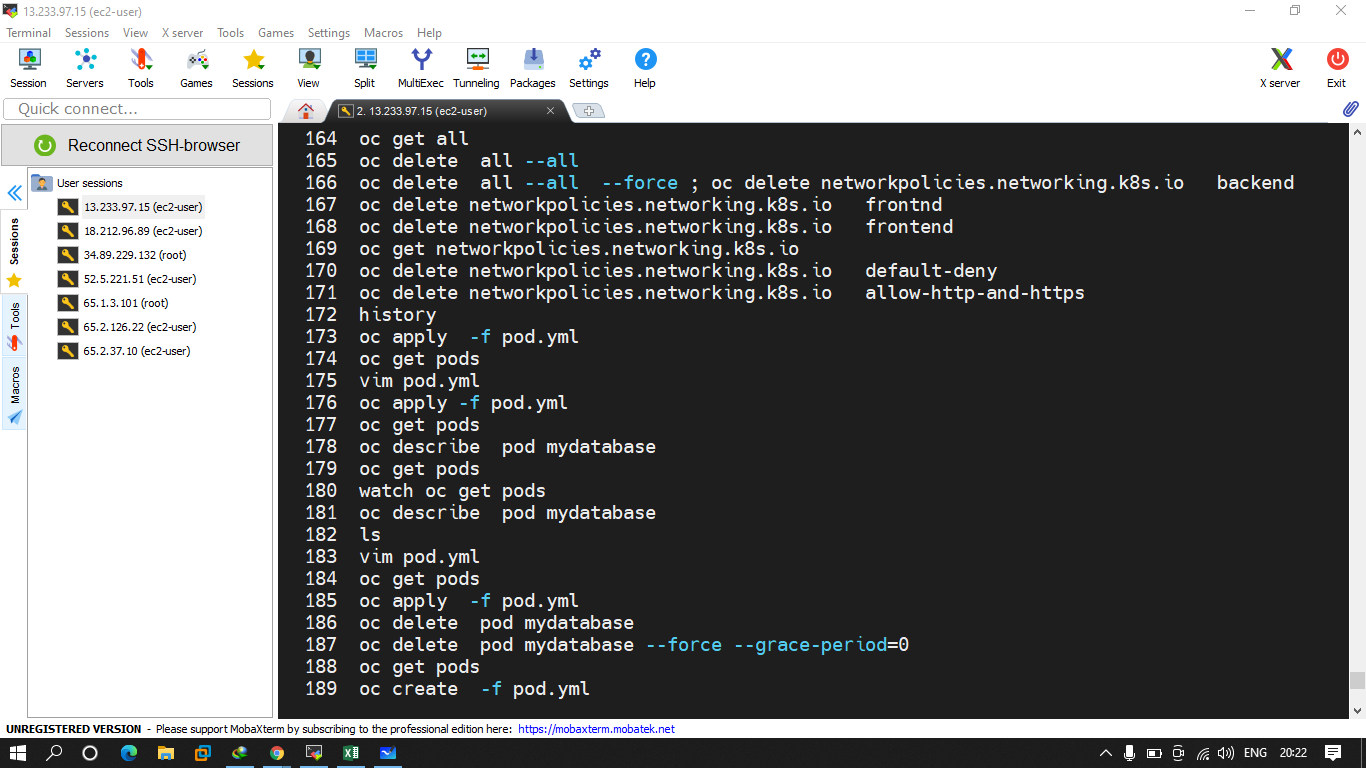 13.233.97.15 (ec2-user)
Terminal Sessions View X server Tools Games Settings Macros Help
Session Servers Tools Games Sessions View Split MultiExec Tunneling Packages Settings Help X server Exit
Quick connect...
2. 13.233.97.15 (ec2-user)
Reconnect SSH-browser
User sessions
13.233.97.15 (ec2-user)
18.212.96.89 (ec2-user)
34.89.229.132 (root)
52.5.221.51 (ec2-user)
65.1.3.101 (root)
65.2.126.22 (ec2-user)
65.2.37.10 (ec2-user)
Sessions
Tools
Macros
164 oc get all
165 oc delete  all --all
166 oc delete  all --all  --force ; oc delete networkpolicies.networking.k8s.io   backend
167 oc delete networkpolicies.networking.k8s.io   frontnd
168 oc delete networkpolicies.networking.k8s.io   frontend
169 oc get networkpolicies.networking.k8s.io
170 oc delete networkpolicies.networking.k8s.io   default-deny
171 oc delete networkpolicies.networking.k8s.io   allow-http-and-https
172 history
173 oc apply  -f pod.yml
174 oc get pods
175 vim pod.yml
176 oc apply -f pod.yml
177 oc get pods
178 oc describe  pod mydatabase
179 oc get pods
180 watch oc get pods
181 oc describe  pod mydatabase
182 ls
183 vim pod.yml
184 oc get pods
185 oc apply  -f pod.yml
186 oc delete  pod mydatabase
187 oc delete  pod mydatabase --force --grace-period=0
188 oc get pods
189 oc create  -f pod.yml
UNREGISTERED VERSION - Please support MobaXterm by subscribing to the professional edition here: https://mobaxterm.mobatek.net
ENG 20:22